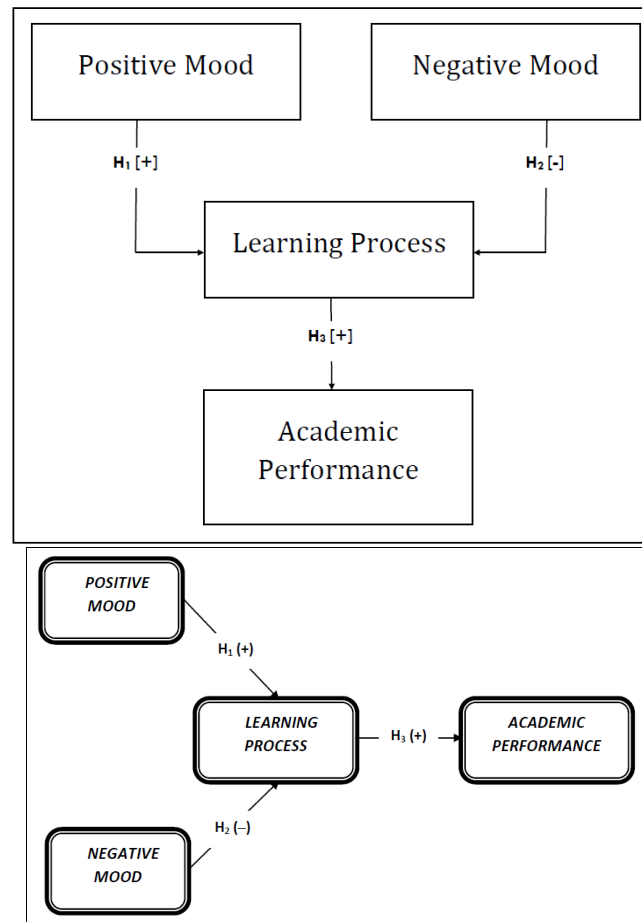 Positive Mood
Negative Mood
H₁ [+]
H₂ [-]
Learning Process
H₃ [+]
Academic
Performance
POSITIVE
MOOD
H₁ (+)
LEARNING
PROCESS
H₃ (+)
ACADEMIC
PERFORMANCE
H₂ (–)
NEGATIVE
MOOD